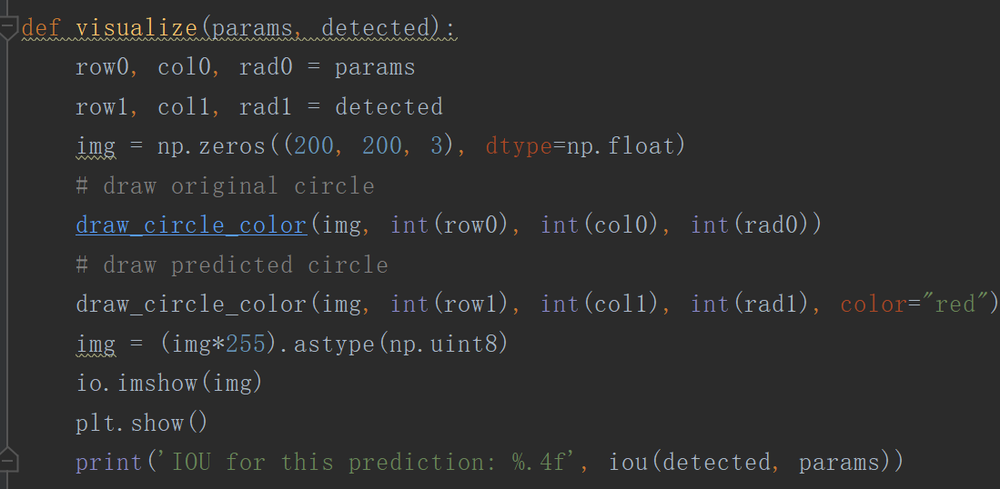 def visualize(params, detected):
    row0, col0, rad0 = params
    row1, col1, rad1 = detected
    img = np.zeros((200, 200, 3), dtype=np.float)
    # draw original circle
    draw_circle_color(img, int(row0), int(col0), int(rad0))
    # draw predicted circle
    draw_circle_color(img, int(row1), int(col1), int(rad1), color="red")
    img = (img*255).astype(np.uint8)
    io.imshow(img)
    plt.show()
    print('IOU for this prediction: %.4f', iou(detected, params))